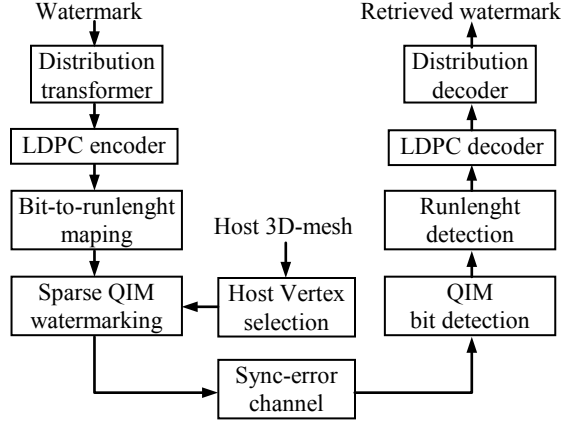 Watermark
Distribution
transformer
LDPC encoder
Bit-to-runlenght
maping
Sparse QIM
watermarking
Host 3D-mesh
Host Vertex
selection
Sync-error
channel
Retrieved watermark
Distribution
decoder
LDPC decoder
Runlenght
detection
QIM
bit detection